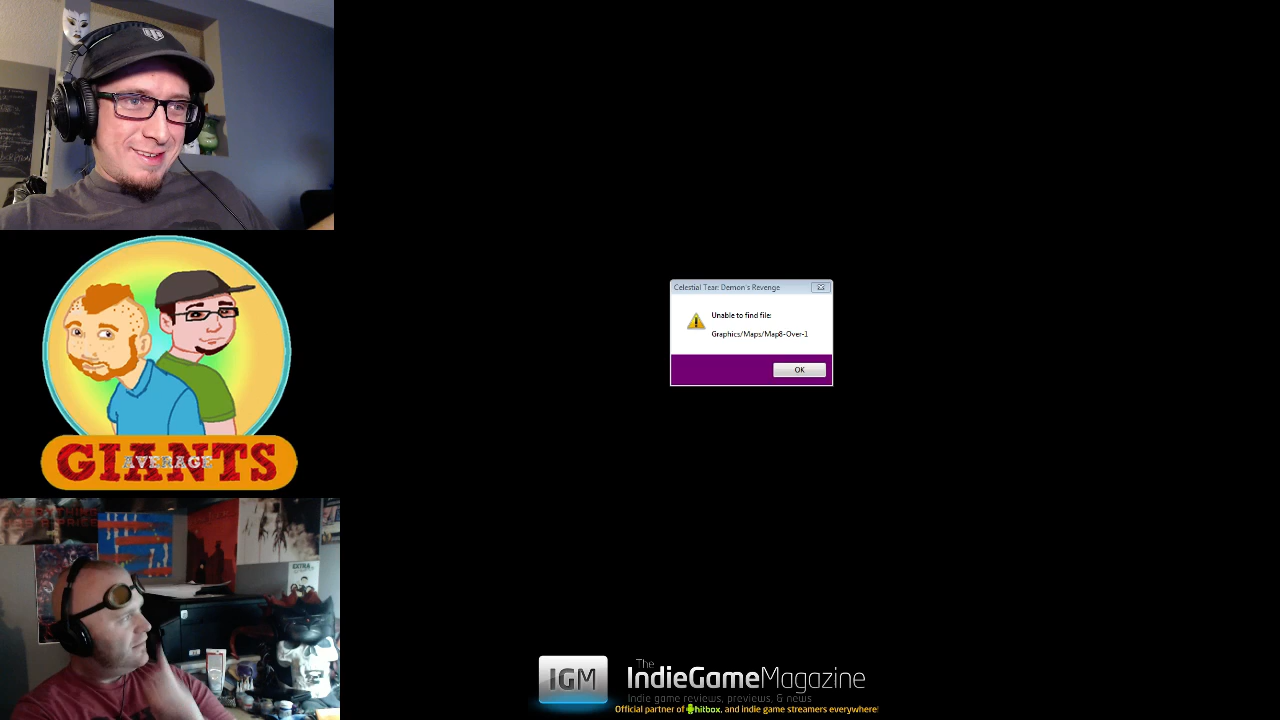 Celestial Tear: Demon's Revenge
Unable to find file:
Graphics/Maps/Map8-Over-1
OK
GIANTS
AVERAGE
EXTRA
IGM
The
IndieGameMagazine
Indie game reviews, previews, & news
Official partner of hitbox, and indie game streamers everywhere!